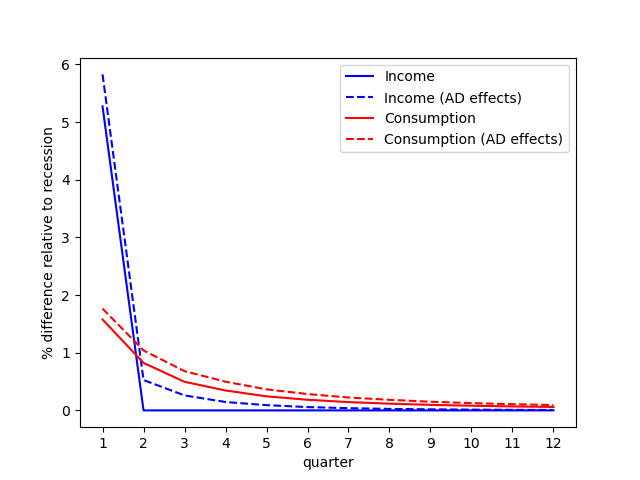 Income
Income (AD effects)
Consumption
Consumption (AD effects)
% difference relative to recession
6
5
4
3
2
1
0
1 2 3 4 5 6 7 8 9 10 11 12
quarter